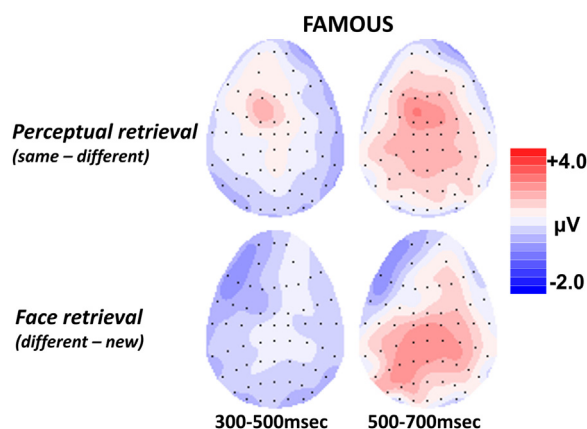 FAMOUS
Perceptual retrieval
(same – different)
+4.0
µV
-2.0
Face retrieval
(different – new)
300-500msec
500-700msec